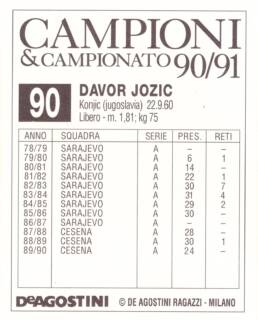 CAMPIONI
& CAMPIONATO 90/91
90 DAVOR JOZIC
Konjic (jugoslavia) 22.9.60
Libero - m. 1,81; kg 75
ANNO SQUADRA SERIE PRES. RETI
78/79 SARAJEVO A – –
79/80 SARAJEVO A 6 1
80/81 SARAJEVO A 14 –
81/82 SARAJEVO A 22 1
82/83 SARAJEVO A 30 7
83/84 SARAJEVO A 31 4
84/85 SARAJEVO A 29 2
85/86 SARAJEVO A 30 –
86/87 SARAJEVO A – –
87/88 CESENA A 28 –
88/89 CESENA A 30 1
89/90 CESENA A 24 –
DEAGOSTINI © DE AGOSTINI RAGAZZI - MILANO